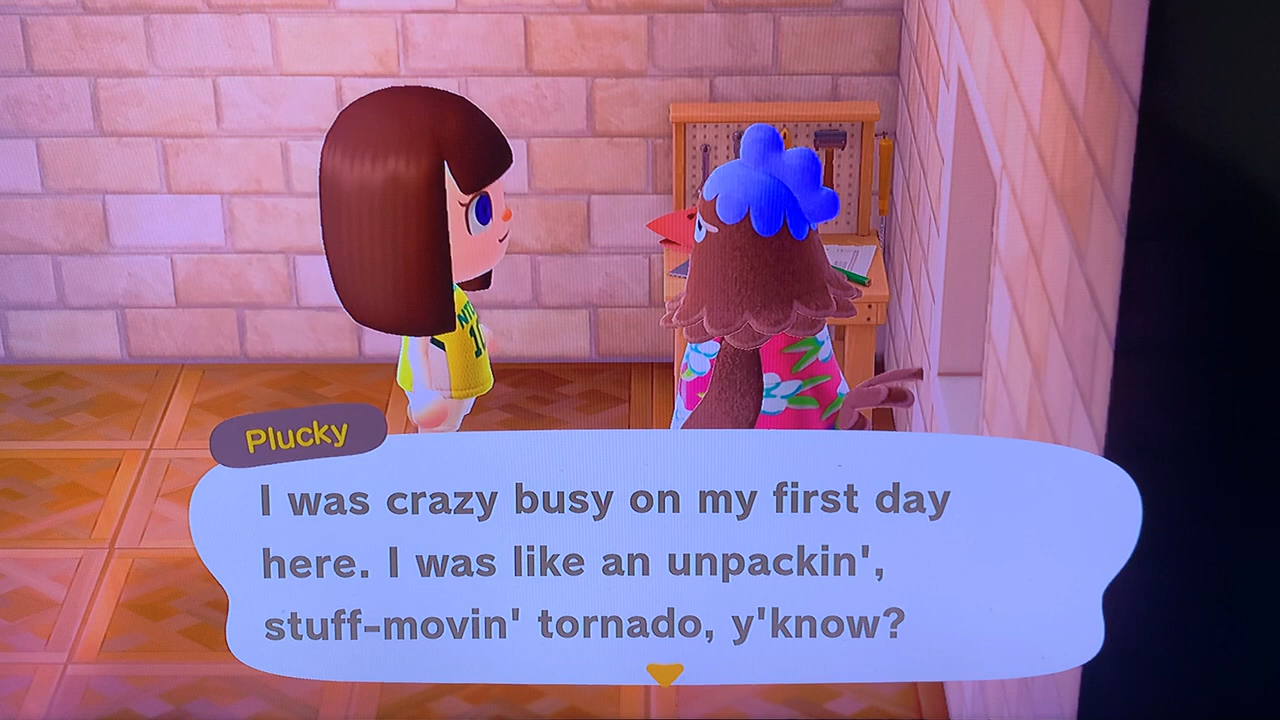 Plucky
I was crazy busy on my first day
here. I was like an unpackin',
stuff-movin' tornado, y'know?